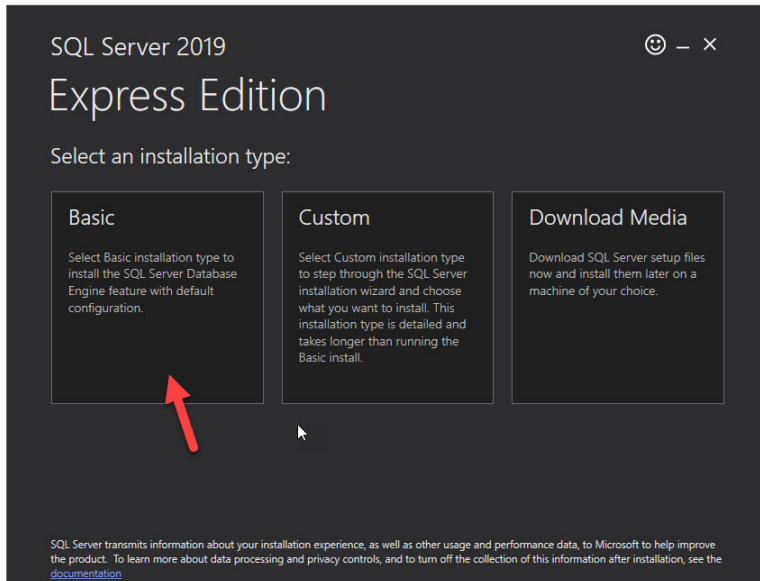 SQL Server 2019
Express Edition
Select an installation type:
Basic
Select Basic installation type to
install the SQL Server Database
Engine feature with default
configuration.
Custom
Select Custom installation type
to step through the SQL Server
installation wizard and choose
what you want to install. This
installation type is detailed and
takes longer than running the
Basic install.
Download Media
Download SQL Server setup files
now and install them later on a
machine of your choice.
SQL Server transmits information about your installation experience, as well as other usage and performance data, to Microsoft to help improve
the product. To learn more about data processing and privacy controls, and to turn off the collection of this information after installation, see the
documentation